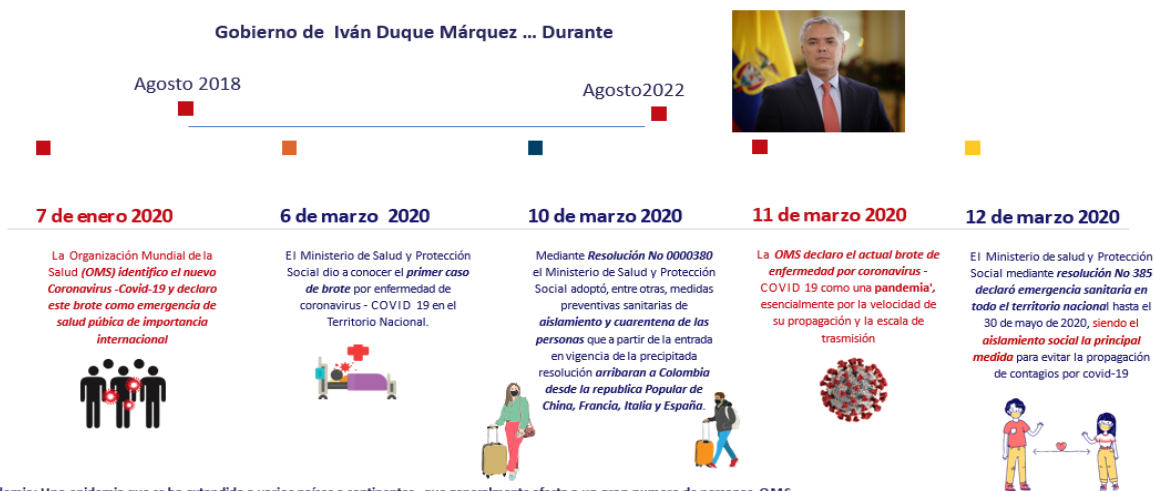 Gobierno de Iván Duque Márquez ... Durante
Agosto 2018
Agosto2022
7 de enero 2020
La Organización Mundial de la
Salud (OMS) identifico el nuevo
Coronavirus -Covid-19 y declaro
este brote como emergencia de
salud púbica de importancia
internacional
6 de marzo 2020
El Ministerio de Salud y Protección
Social dio a conocer el primer caso
de brote por enfermedad de
coronavirus - COVID 19 en el
Territorio Nacional.
10 de marzo 2020
Mediante Resolución No 0000380
el Ministerio de Salud y Protección
Social adoptó, entre otras, medidas
preventivas sanitarias de
aislamiento y cuarentena de las
personas que a partir de la entrada
en vigencia de la precipitada
resolución arribaran a Colombia
desde la republica Popular de
China, Francia, Italia y España.
11 de marzo 2020
La OMS declaro el actual brote de
enfermedad por coronavirus -
COVID 19 como una pandemia',
esencialmente por la velocidad de
su propagación y la escala de
trasmisión
12 de marzo 2020
El Ministerio de salud y Protección
Social mediante resolución No 385
declaró emergencia sanitaria en
todo el territorio nacional hasta el
30 de mayo de 2020, siendo el
aislamiento social la principal
medida para evitar la propagación
de contagios por covid-19